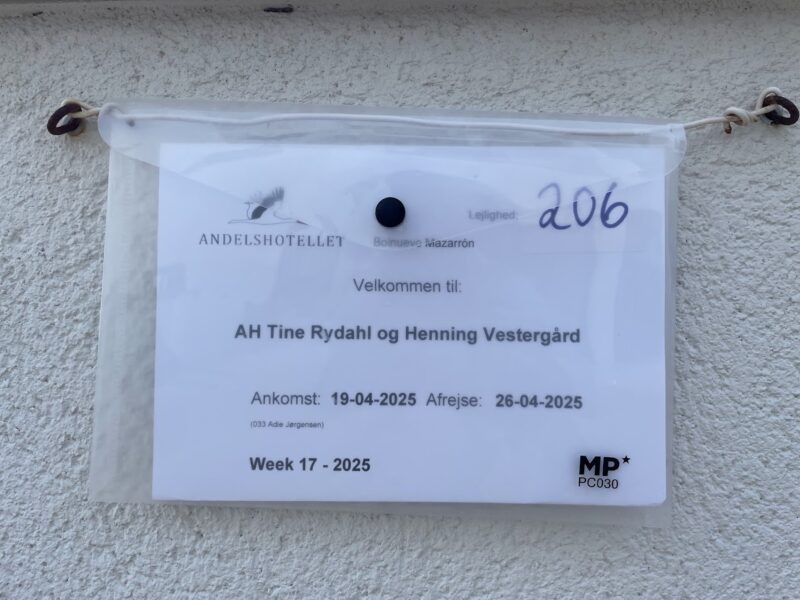 Lejlighed: 206
ANDELSHOTELLET
Bolnueve Mazarrón
Velkommen til:
AH Tine Rydahl og Henning Vestergård
Ankomst: 19-04-2025 Afrejse: 26-04-2025
(033 Adie Jørgensen)
Week 17 - 2025
MP★
PC030